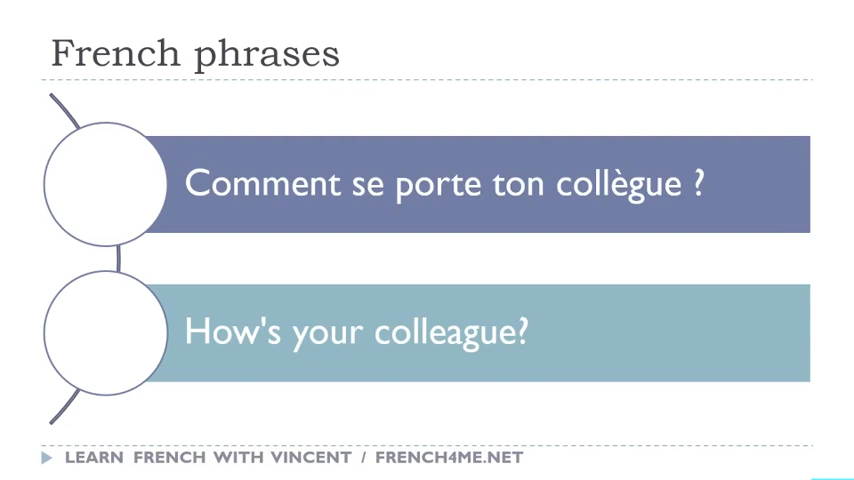 French phrases
Comment se porte ton collègue ?
How's your colleague?
LEARN FRENCH WITH VINCENT / FRENCH4ME.NET